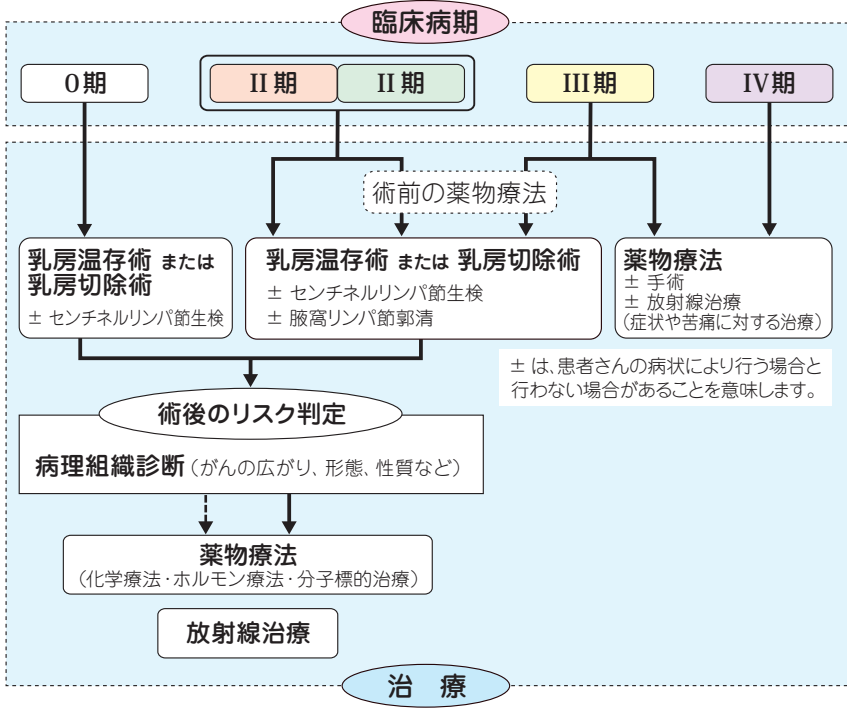 臨床病期
0期
II期
II期
III期
IV期
術前の薬物療法
乳房温存術 または
乳房切除術
± センチネルリンパ節生検
乳房温存術 または 乳房切除術
± センチネルリンパ節生検
± 腋窩リンパ節郭清
薬物療法
± 手術
± 放射線治療
(症状や苦痛に対する治療)
± は、患者さんの病状により行う場合と
行わない場合があることを意味します。
術後のリスク判定
病理組織診断(がんの広がり、形態、性質など)
薬物療法
(化学療法・ホルモン療法・分子標的治療)
放射線治療
治 療